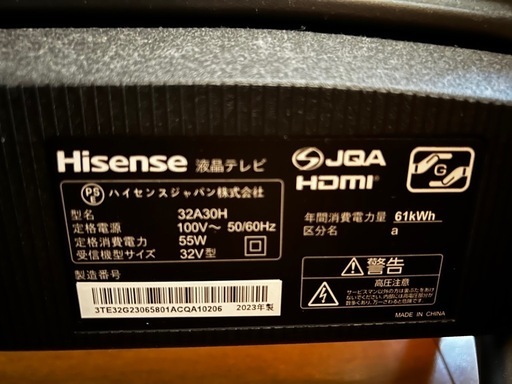 Hisense 液晶テレビ
PS E ハイセンスジャパン株式会社
型名 32A30H
定格電源 100V～ 50/60Hz
定格消費電力 55W
受信機型サイズ 32V型
製造番号
3TE32G23065801ACQA10206 2023年製
JQA
HDMI
G
年間消費電力量 61kWh
区分名 a
警告
高圧注意
MADE IN CHINA